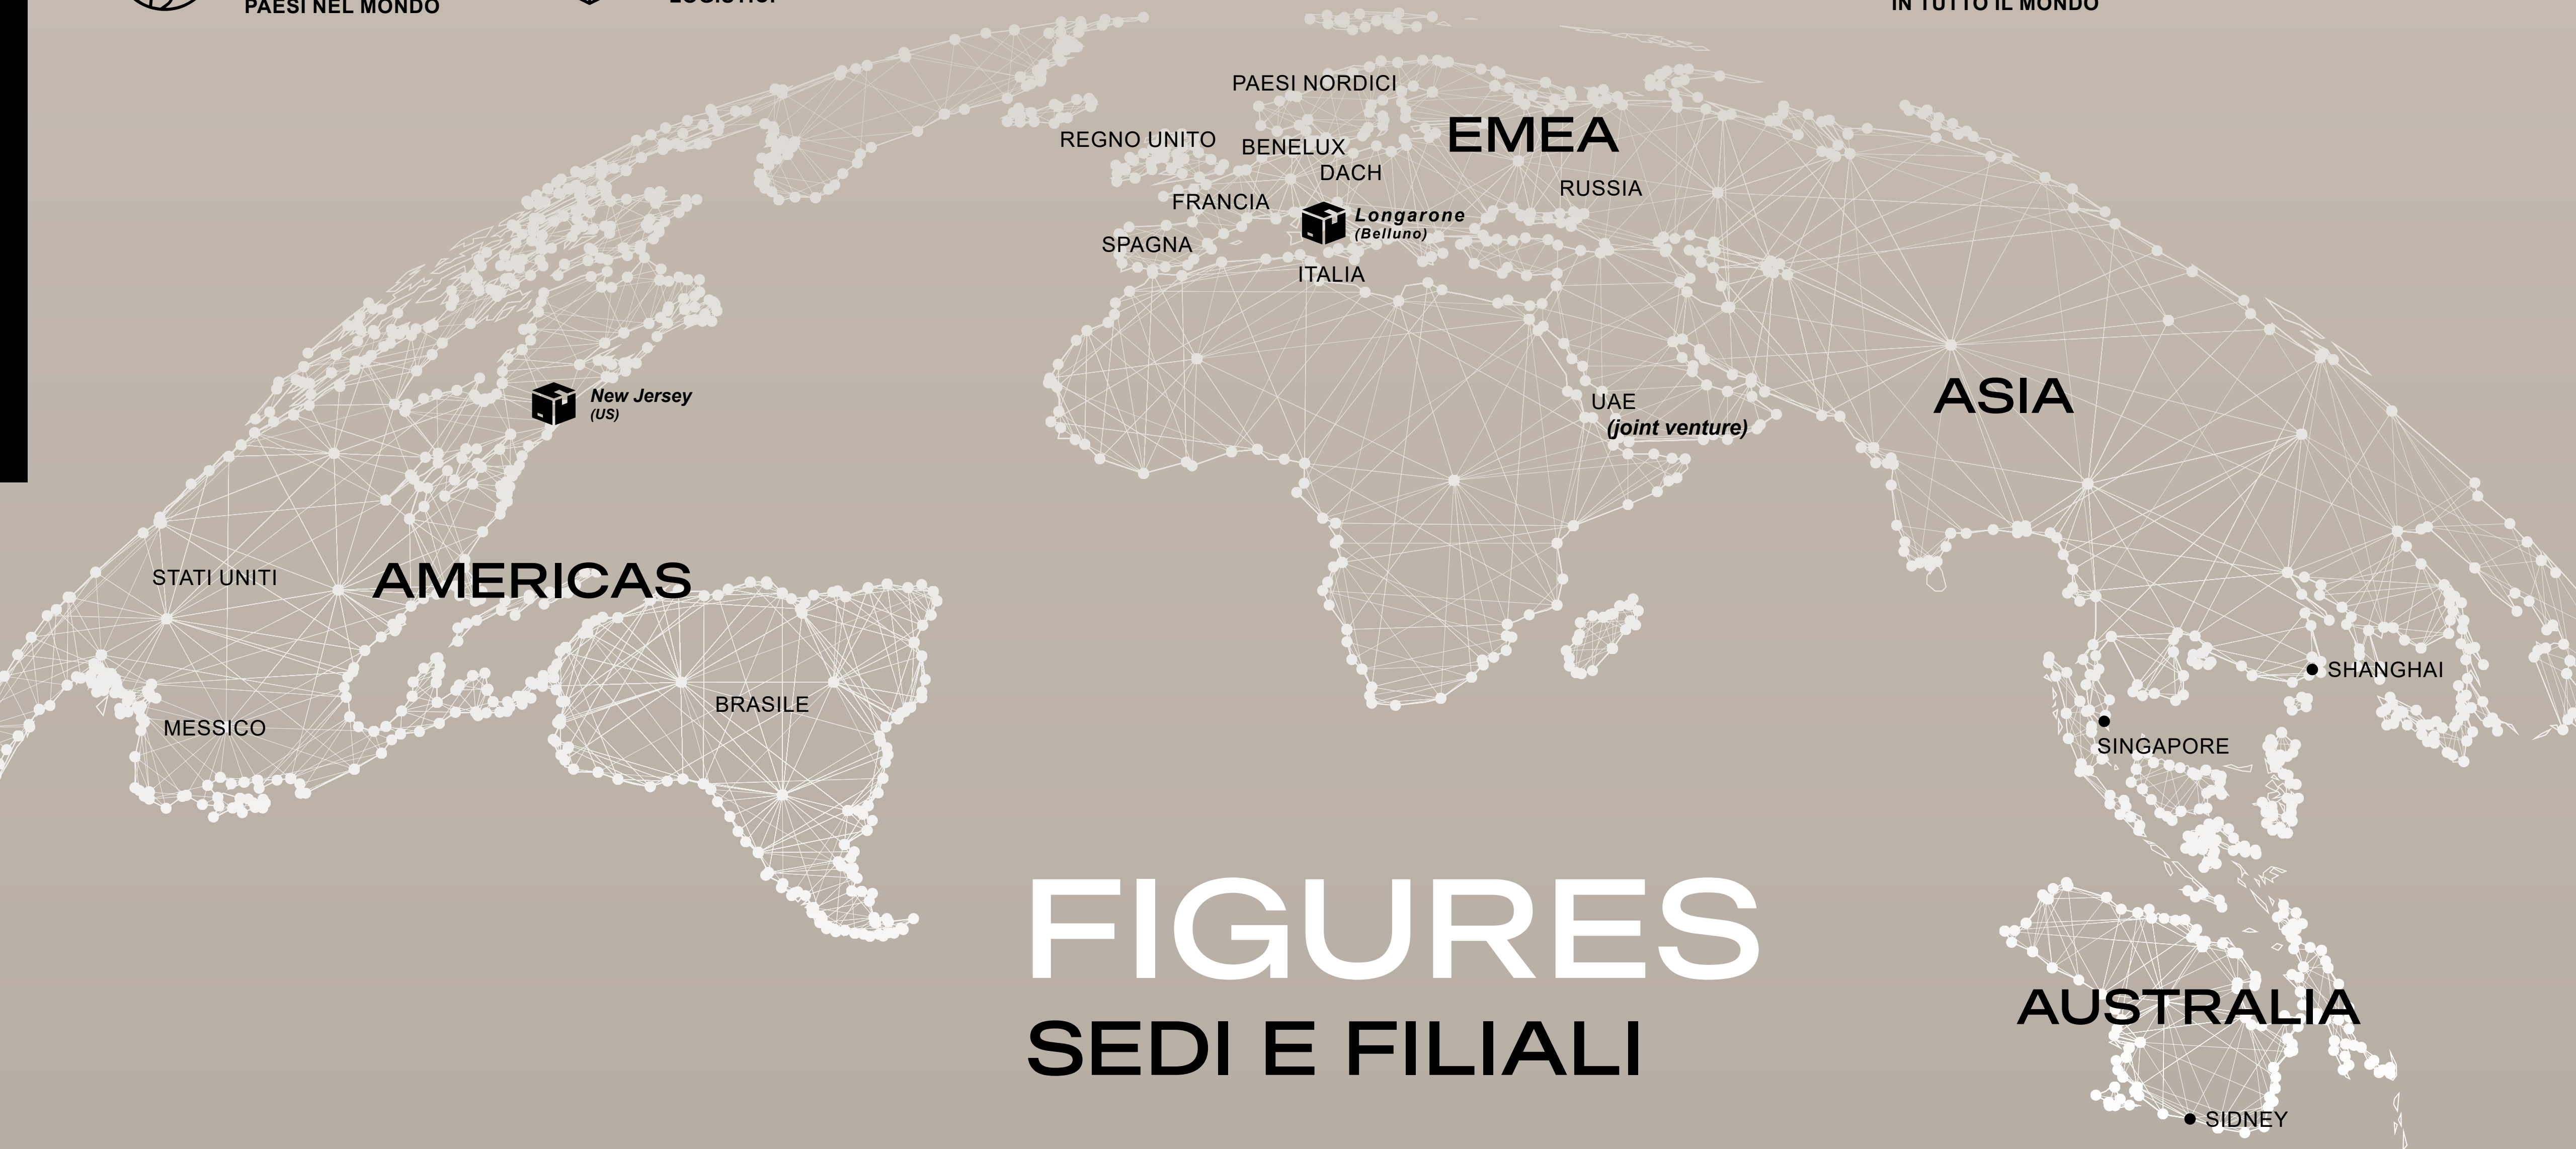 PAESI NEL MONDO
LOGISTICI
IN TUTTO IL MONDO
PAESI NORDICI
EMEA
REGNO UNITO
BENELUX
DACH
RUSSIA
FRANCIA
Longarone
(Belluno)
SPAGNA
ITALIA
New Jersey
(US)
UAE
(joint venture)
ASIA
STATI UNITI
AMERICAS
MESSICO
BRASILE
SHANGHAI
SINGAPORE
FIGURES
SEDI E FILIALI
AUSTRALIA
SIDNEY